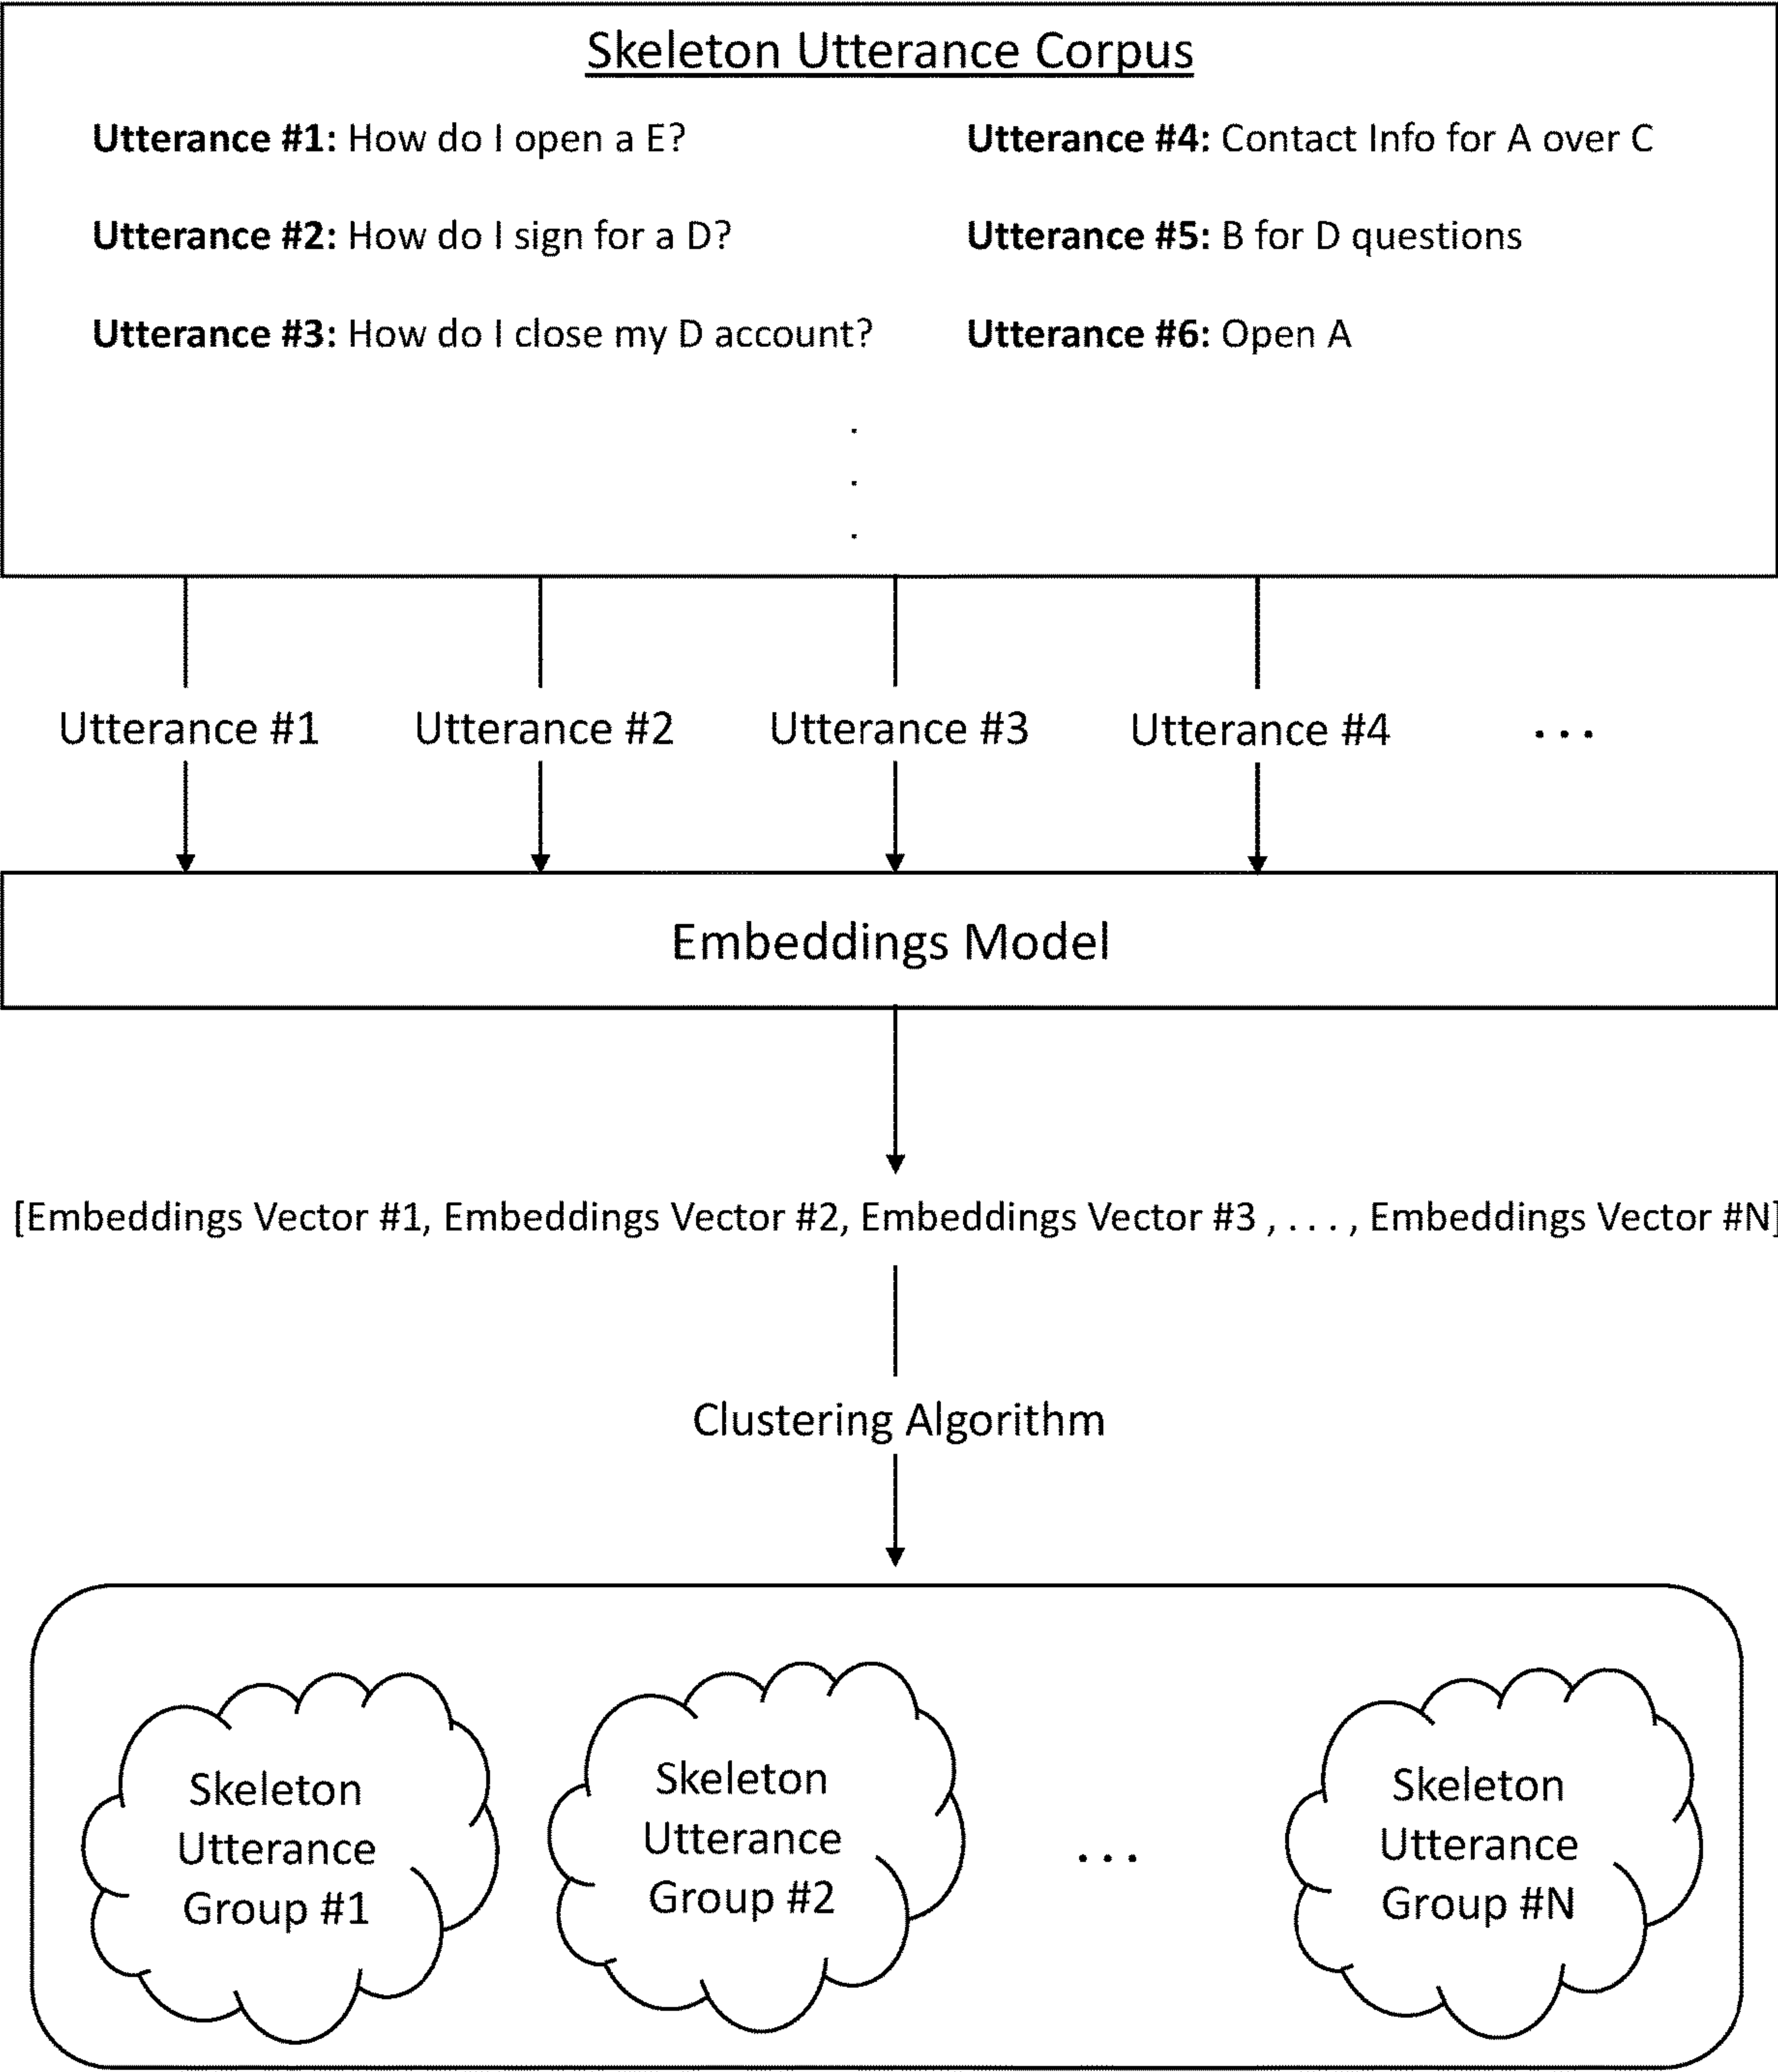 Skeleton Utterance Corpus
Utterance #1: How do I open a E?
Utterance #2: How do I sign for a D?
Utterance #3: How do I close my D account?
Utterance #4: Contact Info for A over C
Utterance #5: B for D questions
Utterance #6: Open A
.
.
.
Utterance #1 Utterance #2 Utterance #3 Utterance #4 ...
Embeddings Model
[Embeddings Vector #1, Embeddings Vector #2, Embeddings Vector #3 , . . . , Embeddings Vector #N]
Clustering Algorithm
Skeleton
Utterance
Group #1
Skeleton
Utterance
Group #2
...
Skeleton
Utterance
Group #N